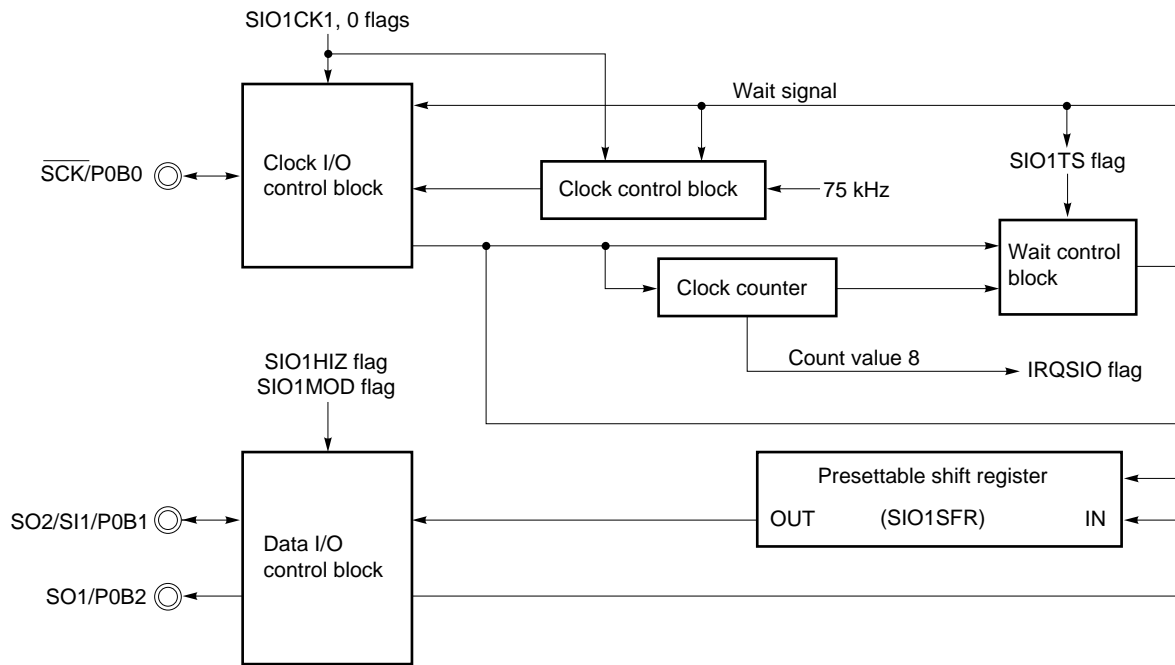 SIO1CK1, 0 flags
Wait signal
SCK/P0B0
Clock I/O
control block
Clock control block
75 kHz
SIO1TS flag
Wait control
block
Clock counter
Count value 8
IRQSIO flag
SIO1HIZ flag
SIO1MOD flag
Presettable shift register
OUT
(SIO1SFR)
IN
SO2/SI1/P0B1
Data I/O
control block
SO1/P0B2